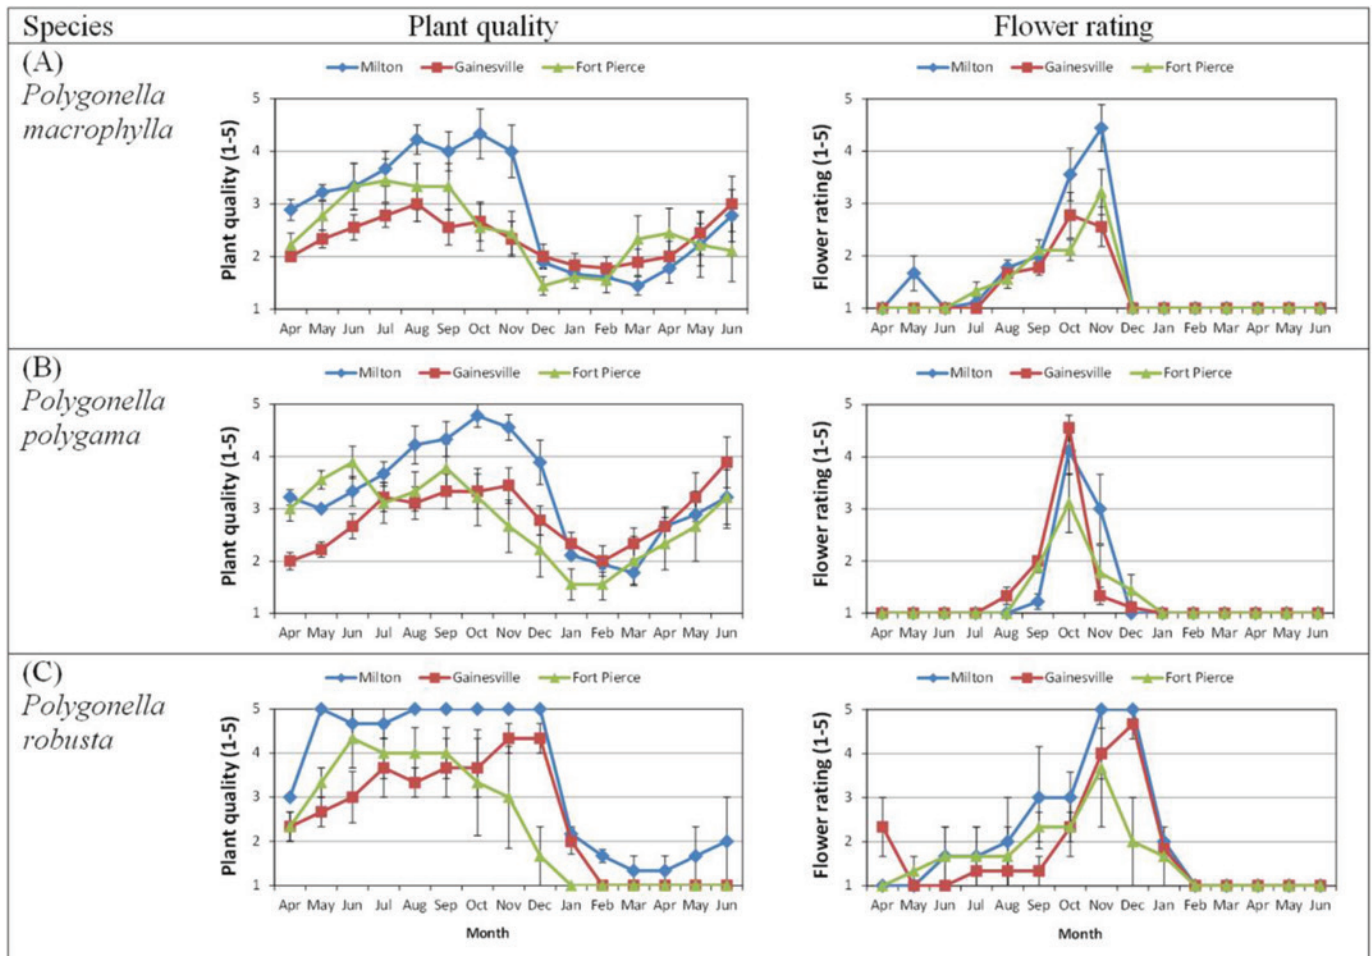 Species Plant quality Flower rating
(A)
Polygonella
macrophylla
Milton Gainesville Fort Pierce
Plant quality (1-5)
5
4
3
2
1
Apr May Jun Jul Aug Sep Oct Nov Dec Jan Feb Mar Apr May Jun
Milton Gainesville Fort Pierce
Flower rating (1-5)
5
4
3
2
1
Apr May Jun Jul Aug Sep Oct Nov Dec Jan Feb Mar Apr May Jun
(B)
Polygonella
polygama
Milton Gainesville Fort Pierce
Plant quality (1-5)
5
4
3
2
1
Apr May Jun Jul Aug Sep Oct Nov Dec Jan Feb Mar Apr May Jun
Milton Gainesville Fort Pierce
Flower rating (1-5)
5
4
3
2
1
Apr May Jun Jul Aug Sep Oct Nov Dec Jan Feb Mar Apr May Jun
(C)
Polygonella
robusta
Milton Gainesville Fort Pierce
Plant quality (1-5)
5
4
3
2
1
Apr May Jun Jul Aug Sep Oct Nov Dec Jan Feb Mar Apr May Jun
Month
Milton Gainesville Fort Pierce
Flower rating (1-5)
5
4
3
2
1
Apr May Jun Jul Aug Sep Oct Nov Dec Jan Feb Mar Apr May Jun
Month